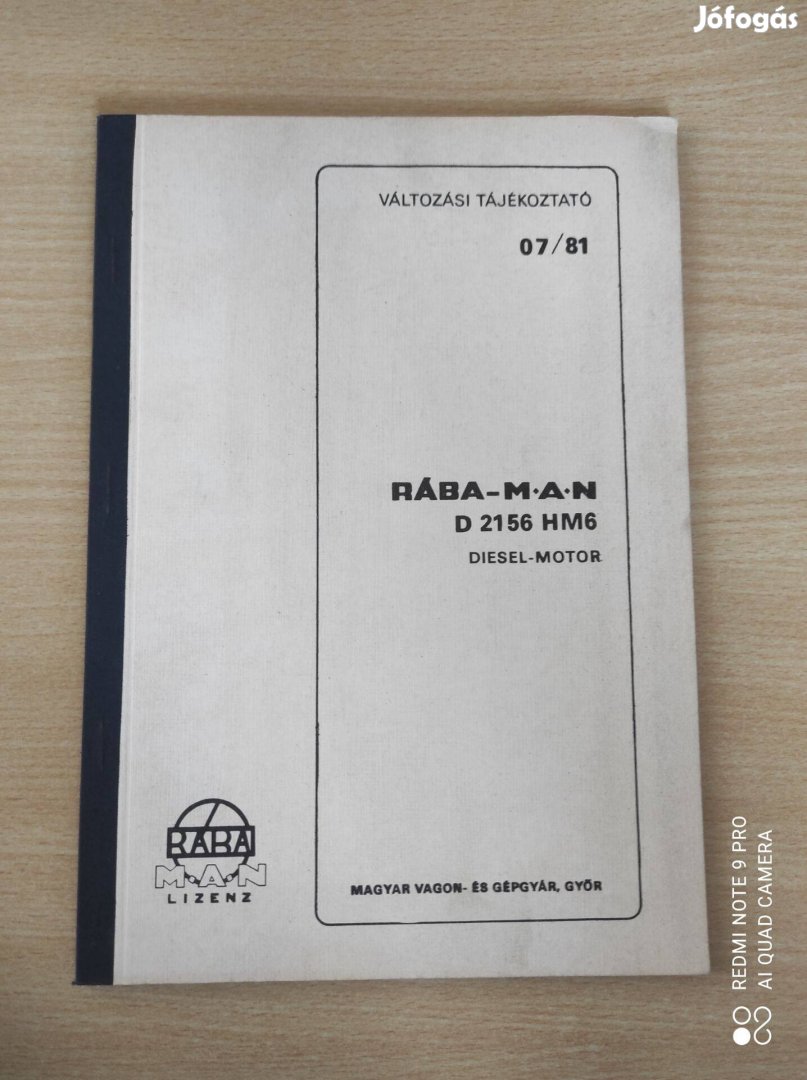 Jófogás
VÁLTOZÁSI TÁJÉKOZTATÓ
07/81
RÁBA-M·A·N
D 2156 HM6
DIESEL-MOTOR
RÁBA
M·A·N
LIZENZ
MAGYAR VAGON- ÉS GÉPGYÁR, GYŐR
REDMI NOTE 9 PRO
AI QUAD CAMERA